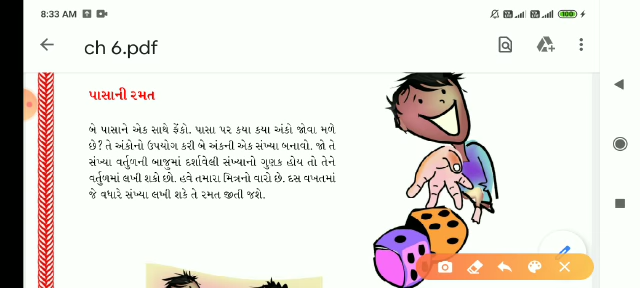 8:33 AM
100
ch 6.pdf
પાસાની રમત
બે પાસાને એક સાથે ફેંકો. પાસા પર કયા કયા અંકો જોવા મળે
છે? તે અંકોનો ઉપયોગ કરી બે અંકની એક સંખ્યા બનાવો. જો તે
સંખ્યા વર્તુળની બાજુમાં દર્શાવેલી સંખ્યાનો ગુણક હોય તો તેને
વર્તુળમાં લખી શકો છો. હવે તમારા મિત્રનો વારો છે. દસ વખતમાં
જે વધારે સંખ્યા લખી શકે તે રમત જીતી જશે.